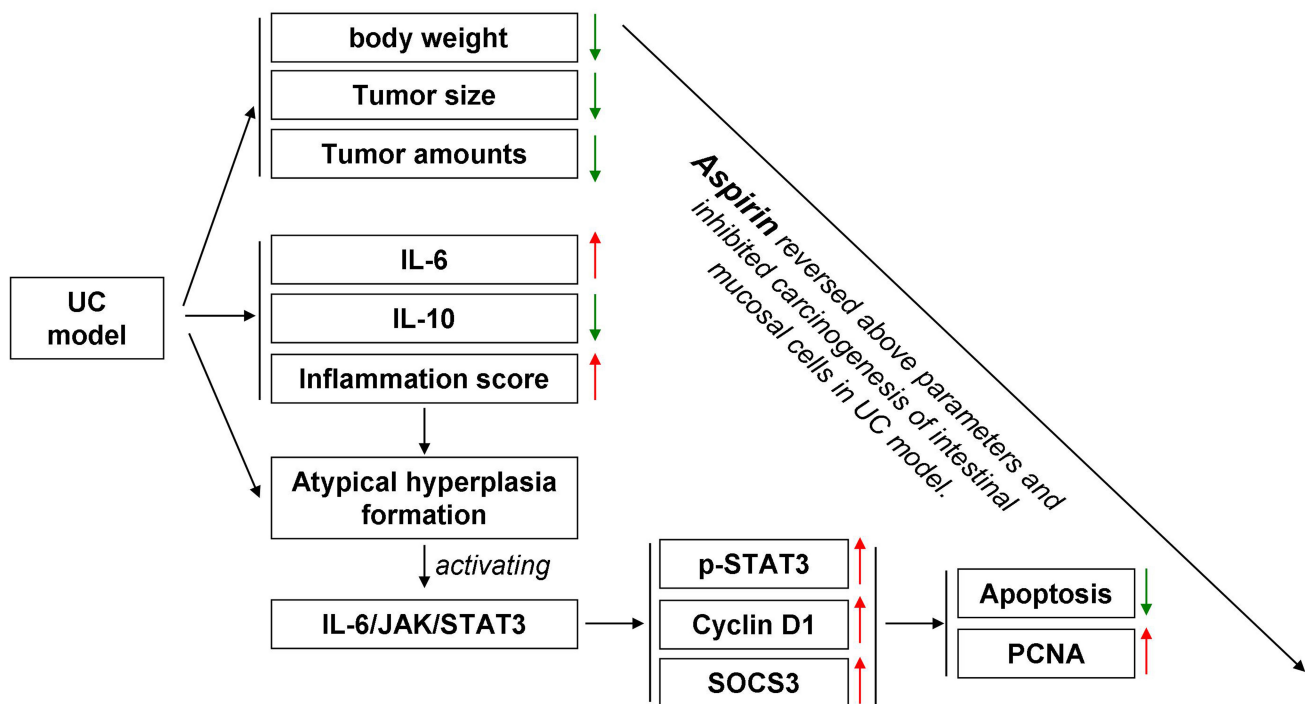 body weight
Tumor size
Tumor amounts
IL-6
IL-10
Inflammation score
UC
model
Atypical hyperplasia
formation
activating
IL-6/JAK/STAT3
p-STAT3
Cyclin D1
SOCS3
Apoptosis
PCNA
Aspirin reversed above parameters and
inhibited carcinogenesis of intestinal
mucosal cells in UC model.